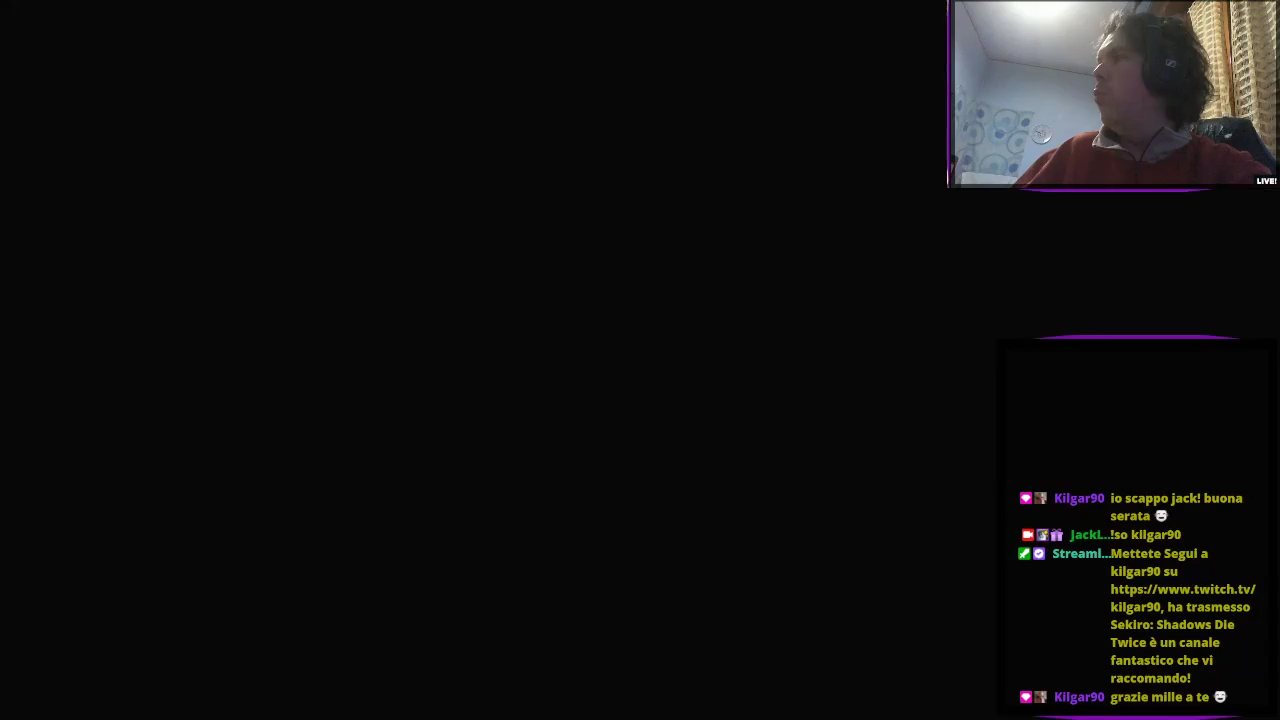 LIVE!
Kilgar90 io scappo jack! buona
serata
JackL... !so kilgar90
Streaml... Mettete Segui a
kilgar90 su
https://www.twitch.tv/
kilgar90, ha trasmesso
Sekiro: Shadows Die
Twice è un canale
fantastico che vi
raccomando!
Kilgar90 grazie mille a te